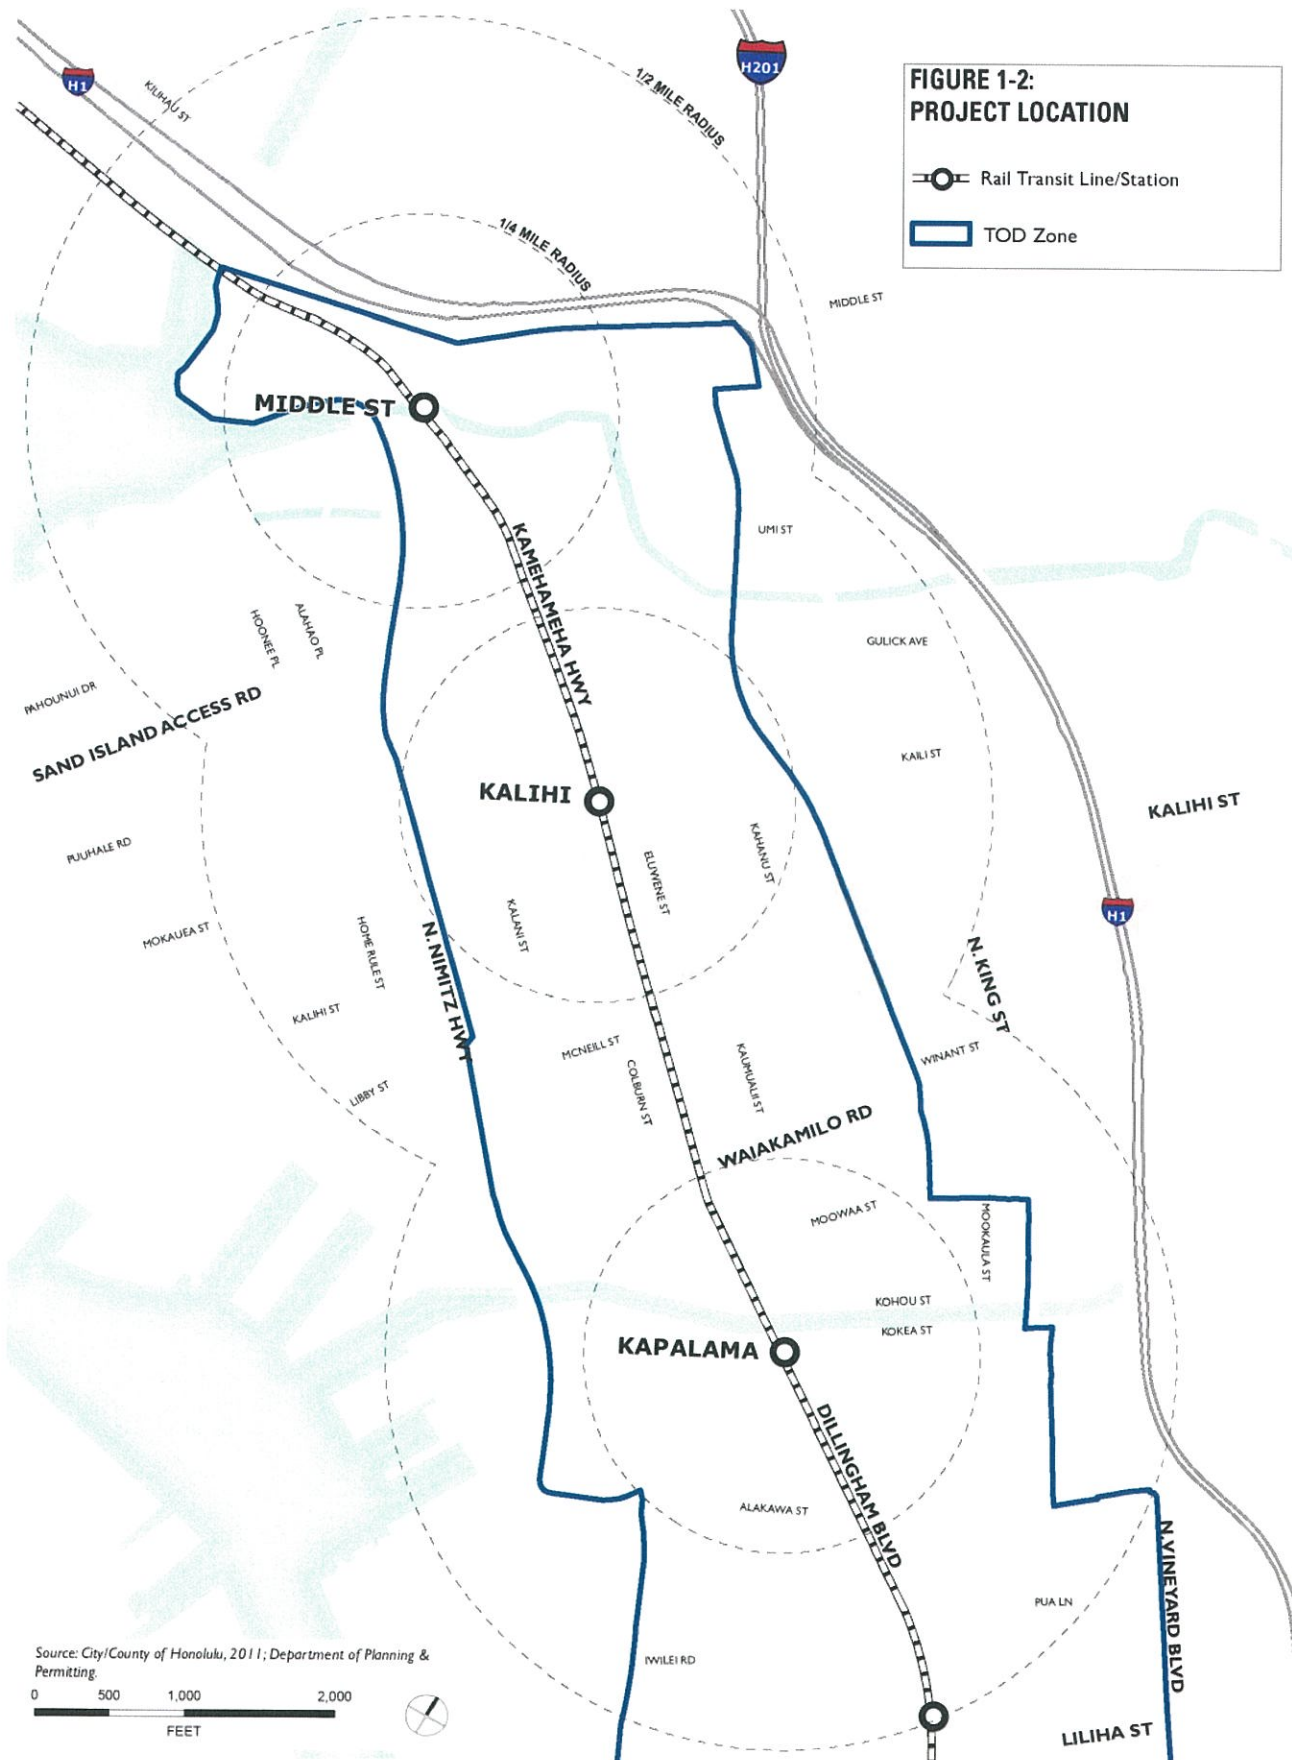 H1
KILIHAU ST
1/2 MILE RADIUS
H201
FIGURE 1-2:
PROJECT LOCATION
Rail Transit Line/Station
TOD Zone
1/4 MILE RADIUS
MIDDLE ST
MIDDLE ST
KAMEHAMEHA HWY
UMI ST
HOONEE PL
ALAHAO PL
GULICK AVE
PAHOUNUI DR
SAND ISLAND ACCESS RD
KAILI ST
KALIHI
KALIHI ST
PUUHALE RD
ELUWENE ST
KAHANU ST
H1
MOKAUEA ST
HOME RULE ST
N. NIMITZ HWY
KALANI ST
N. KING ST
KALIHI ST
MCNEILL ST
COLBURN ST
KAUMUALII ST
WINANT ST
LIBBY ST
WAIAKAMILO RD
MOOWAA ST
MOOKAULA ST
KOHOU ST
KOKEA ST
KAPALAMA
DILLINGHAM BLVD
ALAKAWA ST
N.VINEYARD BLVD
PUA LN
IWILEI RD
LILIHA ST
Source: City/County of Honolulu, 2011; Department of Planning &
Permitting.
0 500 1,000 2,000
FEET